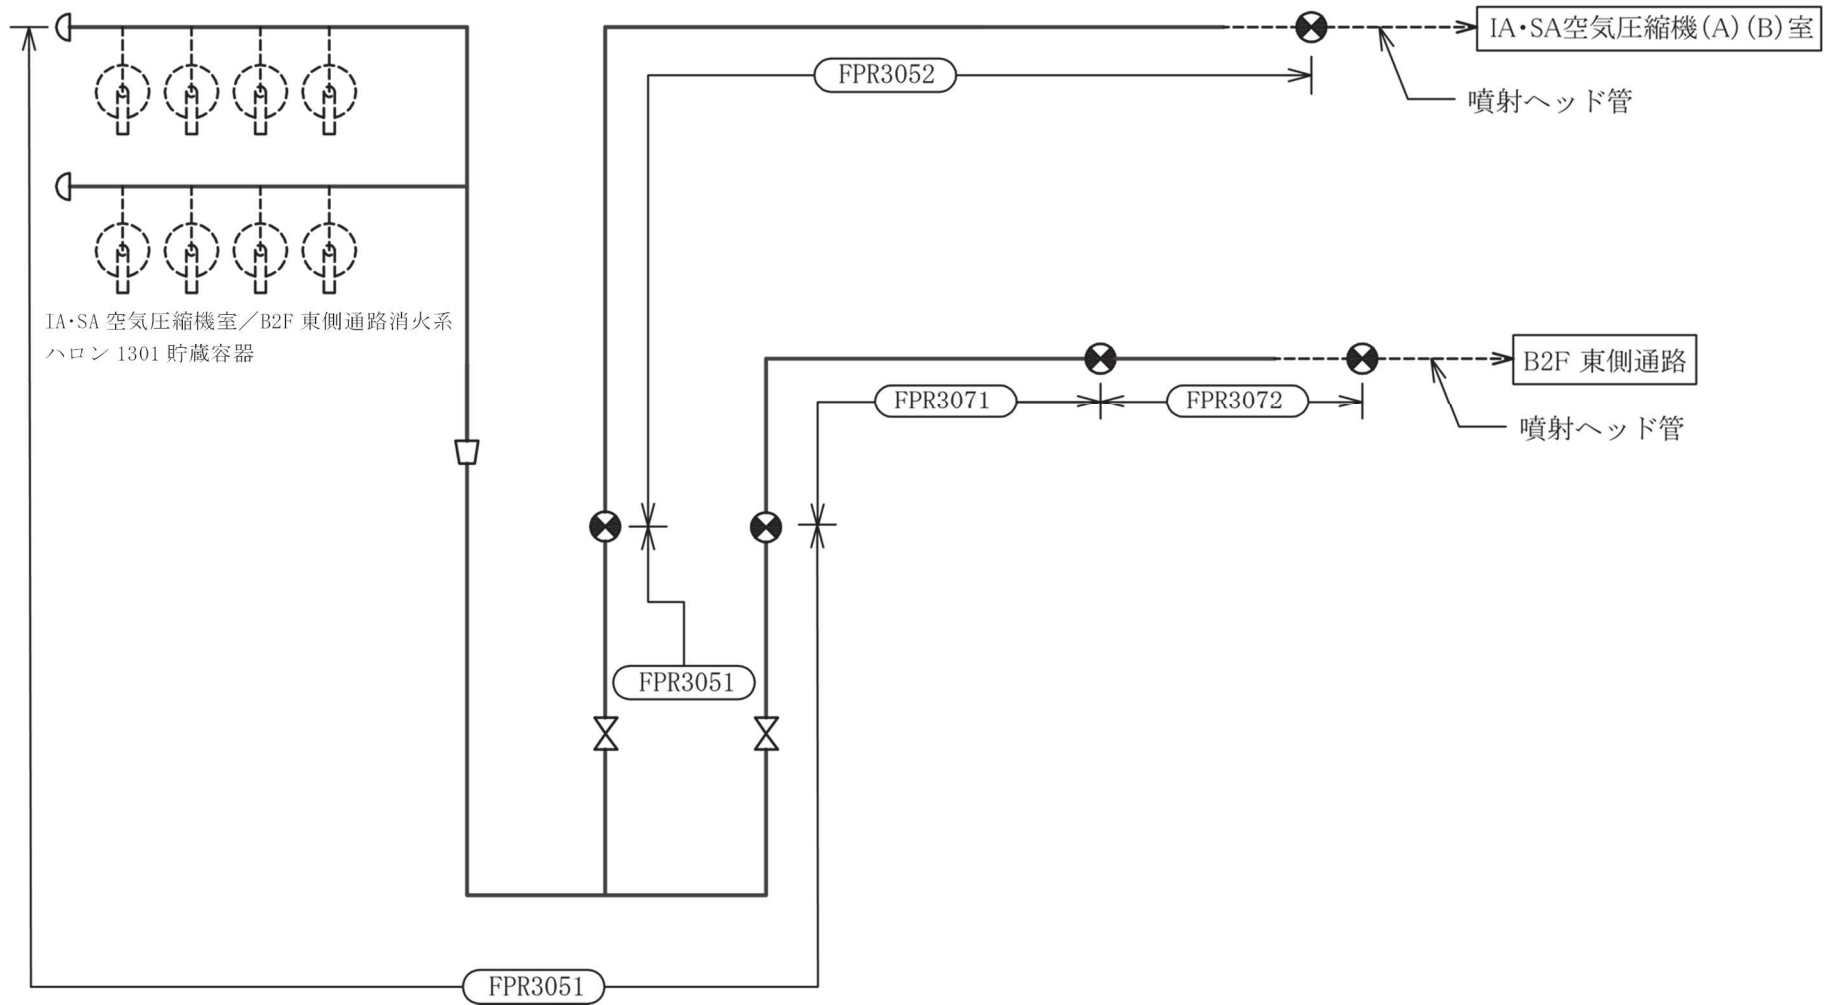 IA・SA空気圧縮機(A)(B)室
FPR3052
噴射ヘッド管
IA・SA 空気圧縮機室／B2F 東側通路消火系
ハロン 1301 貯蔵容器
B2F 東側通路
FPR3071
FPR3072
噴射ヘッド管
FPR3051
FPR3051